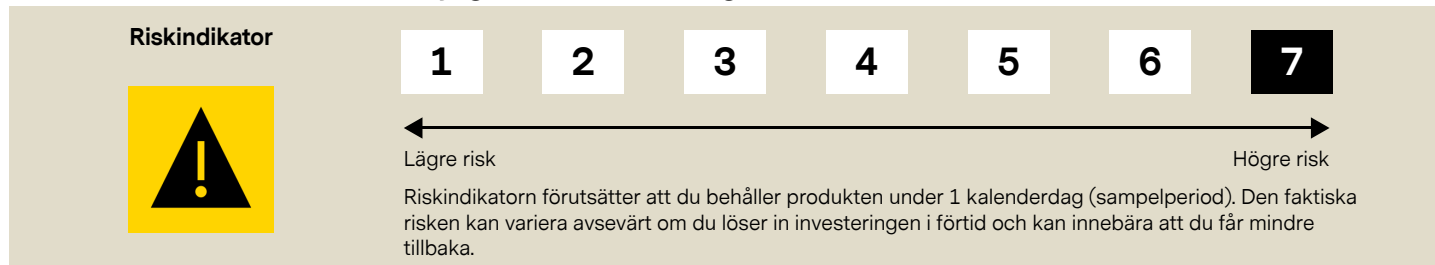 Riskindikator
1 2 3 4 5 6 7
Lägre risk Högre risk
Riskindikatorn förutsätter att du behåller produkten under 1 kalenderdag (sampelperiod). Den faktiska
risken kan variera avsevärt om du löser in investeringen i förtid och kan innebära att du får mindre
tillbaka.